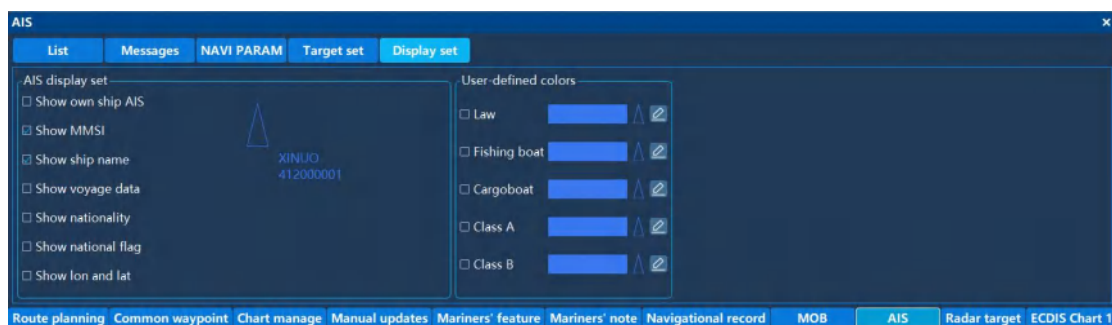 AIS ×
List Messages NAVI PARAM Target set Display set
AIS display set
Show own ship AIS
Show MMSI
Show ship name
Show voyage data
Show nationality
Show national flag
Show lon and lat
XINUO
412000001
User-defined colors
Law
Fishing boat
Cargoboat
Class A
Class B
Route planning Common waypoint Chart manage Manual updates Mariners' feature Mariners' note Navigational record MOB AIS Radar target ECDIS Chart 1